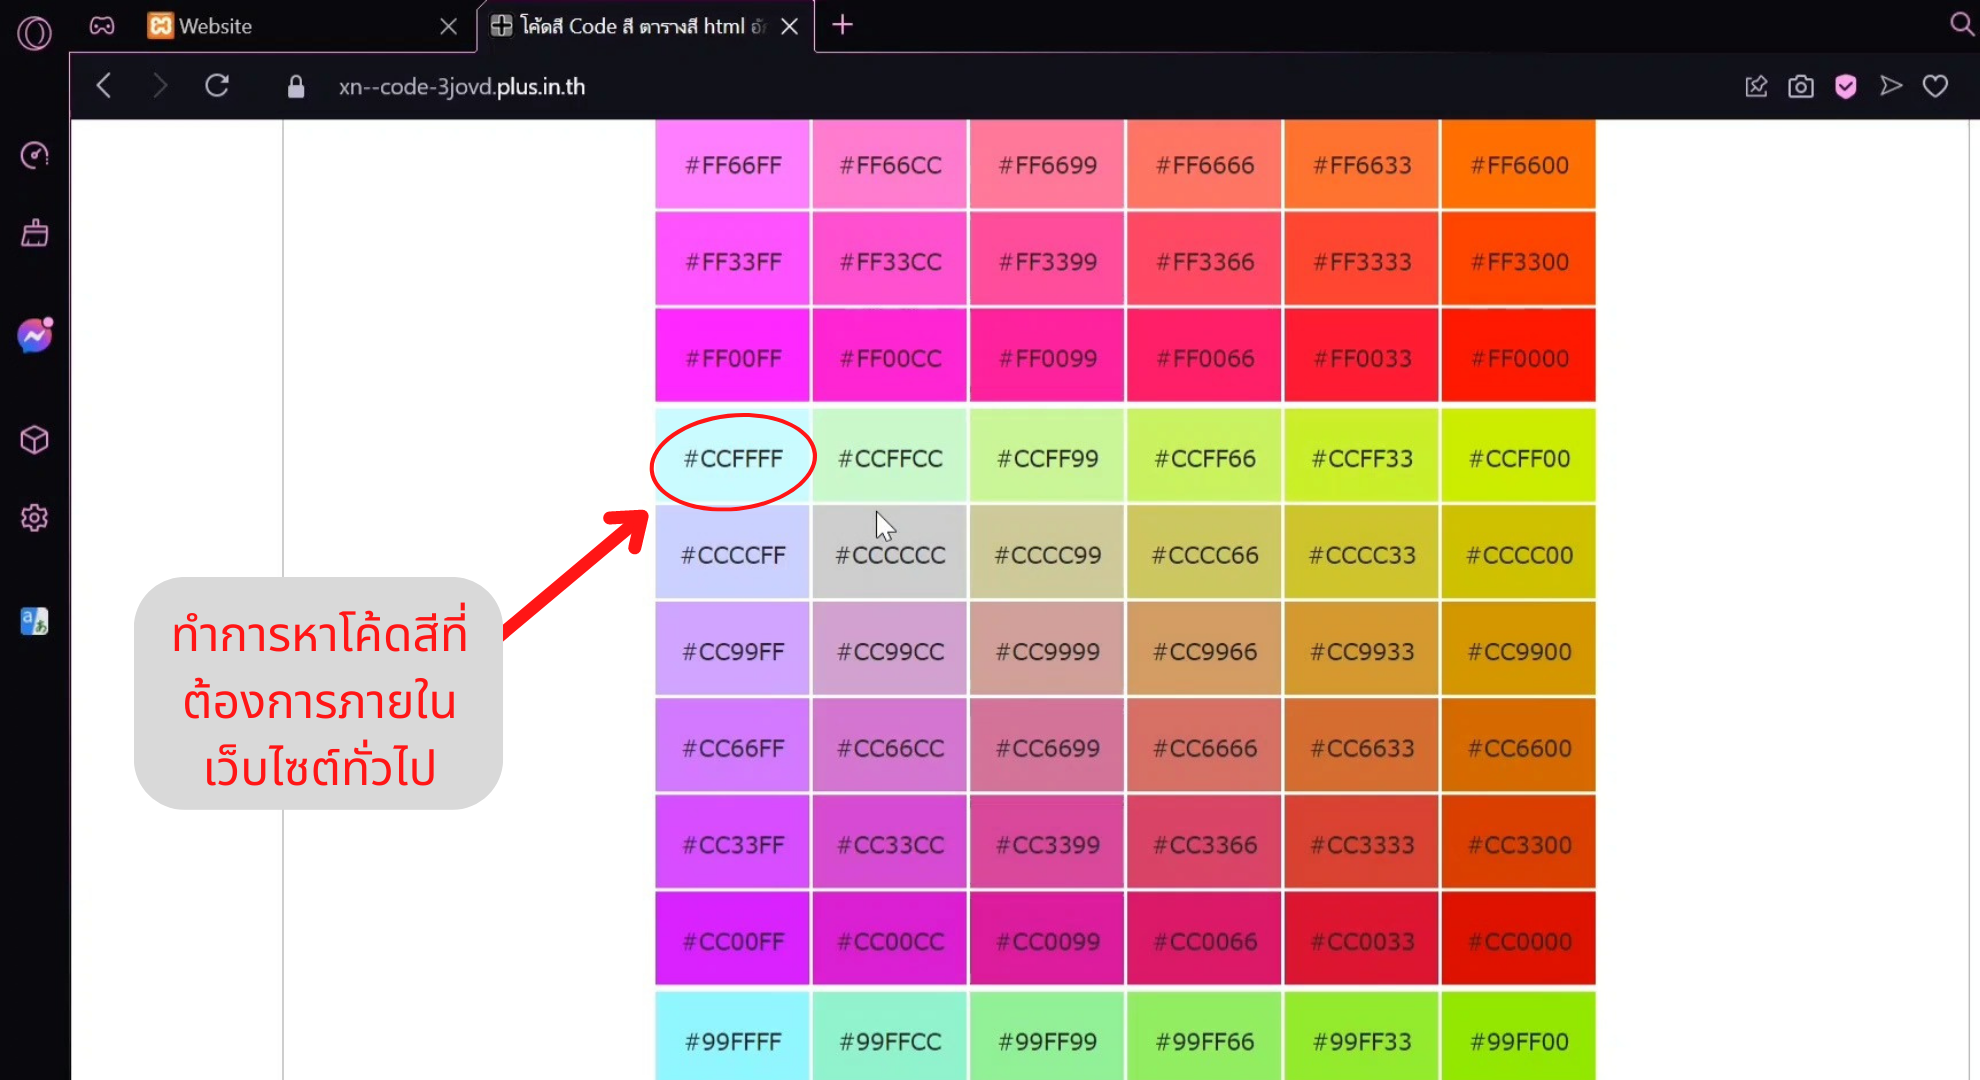 Website
โค้ดสี Code สี ตารางสี html
xn--code-3jovd.plus.in.th
#FF66FF #FF66CC #FF6699 #FF6666 #FF6633 #FF6600
#FF33FF #FF33CC #FF3399 #FF3366 #FF3333 #FF3300
#FF00FF #FF00CC #FF0099 #FF0066 #FF0033 #FF0000
#CCFFFF #CCFFCC #CCFF99 #CCFF66 #CCFF33 #CCFF00
#CCCCFF #CCCCCC #CCCC99 #CCCC66 #CCCC33 #CCCC00
#CC99FF #CC99CC #CC9999 #CC9966 #CC9933 #CC9900
#CC66FF #CC66CC #CC6699 #CC6666 #CC6633 #CC6600
#CC33FF #CC33CC #CC3399 #CC3366 #CC3333 #CC3300
#CC00FF #CC00CC #CC0099 #CC0066 #CC0033 #CC0000
#99FFFF #99FFCC #99FF99 #99FF66 #99FF33 #99FF00
ทำการหาโค้ดสีที่
ต้องการภายใน
เว็บไซต์ทั่วไป